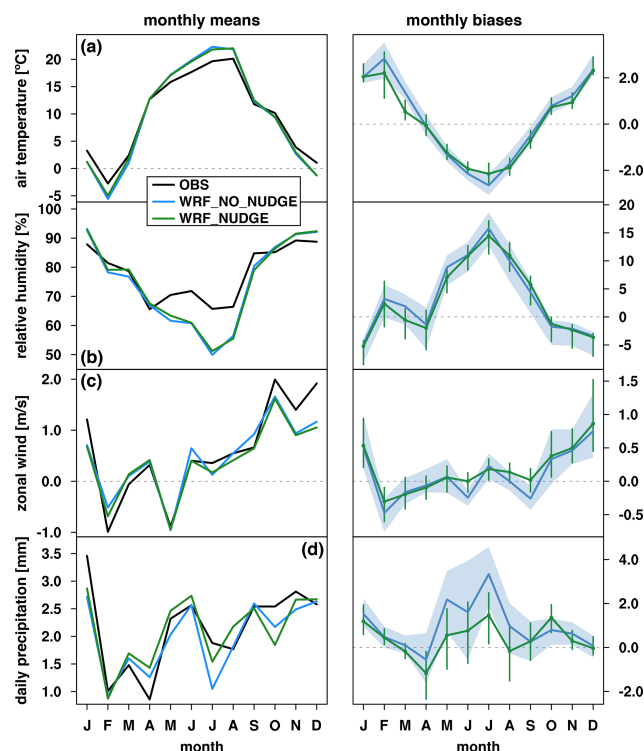 monthly means
monthly biases
(a)
air temperature [°C]
20
15
10
5
0
-5
2.0
0.0
-2.0
OBS
WRF_NO_NUDGE
WRF_NUDGE
relative humidity [%]
100
90
80
70
60
50
(b)
20
15
10
5
0
-5
(c)
zonal wind [m/s]
2.0
1.0
0.0
-1.0
1.5
1.0
0.5
0.0
-0.5
(d)
daily precipitation [mm]
3.5
3.0
2.5
2.0
1.5
1.0
4.0
2.0
0.0
-2.0
J F M A M J J A S O N D
month
J F M A M J J A S O N D
month